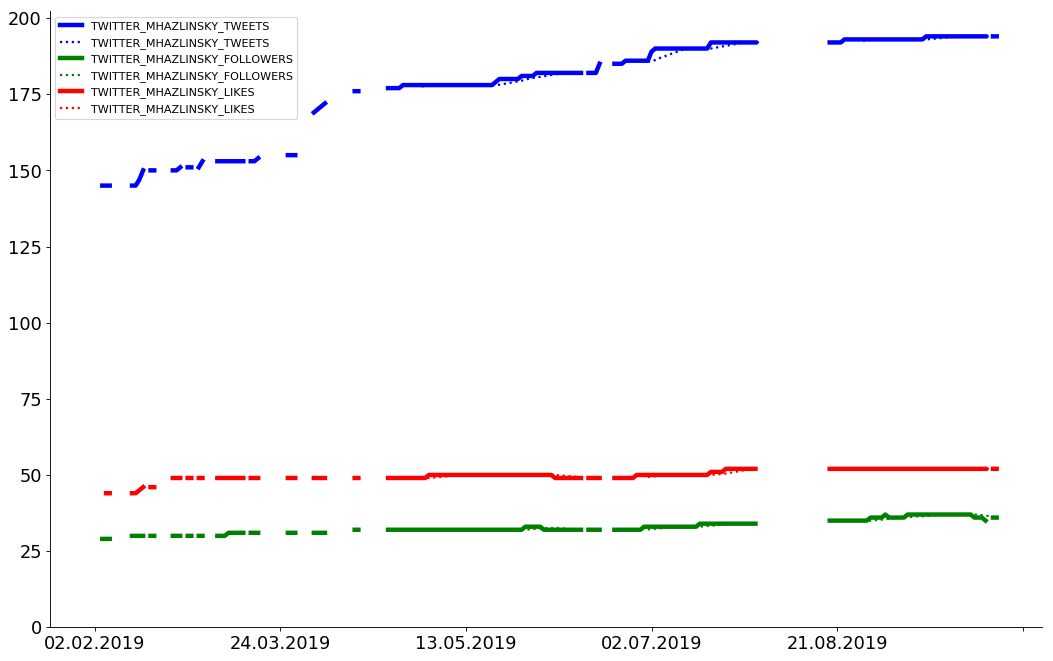 200
175
150
125
100
75
50
25
0
TWITTER_MHAZLINSKY_TWEETS
TWITTER_MHAZLINSKY_TWEETS
TWITTER_MHAZLINSKY_FOLLOWERS
TWITTER_MHAZLINSKY_FOLLOWERS
TWITTER_MHAZLINSKY_LIKES
TWITTER_MHAZLINSKY_LIKES
02.02.2019 24.03.2019 13.05.2019 02.07.2019 21.08.2019